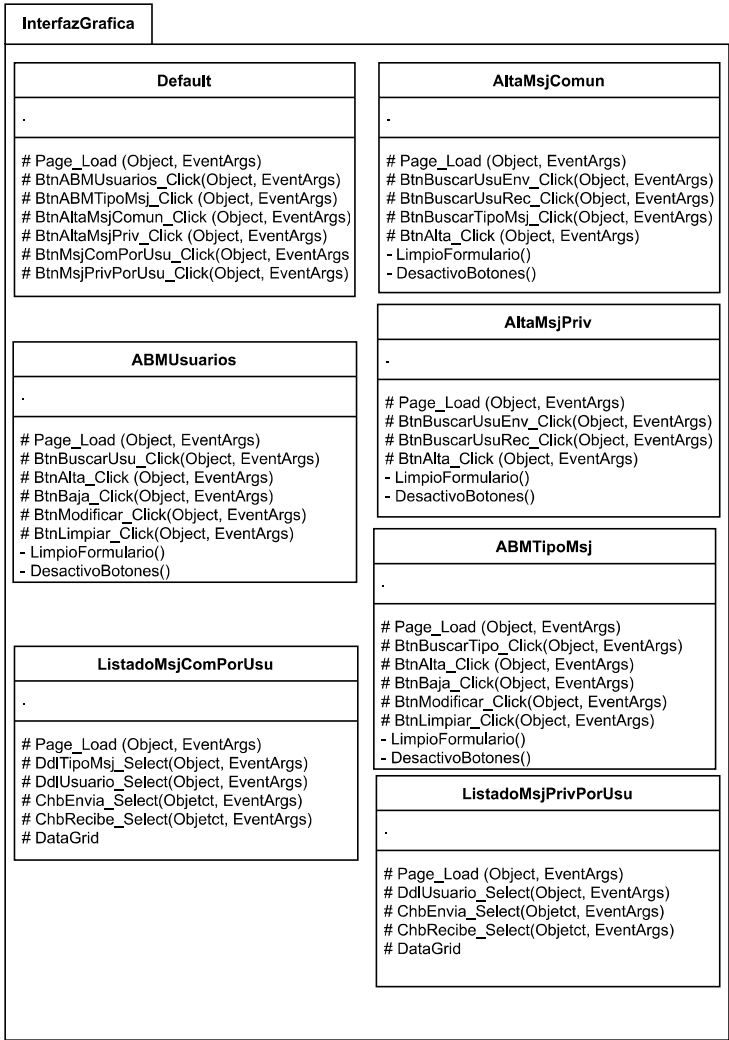 InterfazGrafica
Default
.
# Page_Load (Object, EventArgs)
# BtnABMUsuarios_Click(Object, EventArgs)
# BtnABMTipoMsj_Click (Object, EventArgs)
# BtnAltaMsjComun_Click (Object, EventArgs)
# BtnAltaMsjPriv_Click (Object, EventArgs)
# BtnMsjComPorUsu_Click(Object, EventArgs
# BtnMsjPrivPorUsu_Click(Object, EventArgs)
AltaMsjComun
.
# Page_Load (Object, EventArgs)
# BtnBuscarUsuEnv_Click(Object, EventArgs)
# BtnBuscarUsuRec_Click(Object, EventArgs)
# BtnBuscarTipoMsj_Click(Object, EventArgs)
# BtnAlta_Click (Object, EventArgs)
- LimpioFormulario()
- DesactivoBotones()
ABMUsuarios
.
# Page_Load (Object, EventArgs)
# BtnBuscarUsu_Click(Object, EventArgs)
# BtnAlta_Click (Object, EventArgs)
# BtnBaja_Click(Object, EventArgs)
# BtnModificar_Click(Object, EventArgs)
# BtnLimpiar_Click(Object, EventArgs)
- LimpioFormulario()
- DesactivoBotones()
AltaMsjPriv
.
# Page_Load (Object, EventArgs)
# BtnBuscarUsuEnv_Click(Object, EventArgs)
# BtnBuscarUsuRec_Click(Object, EventArgs)
# BtnAlta_Click (Object, EventArgs)
- LimpioFormulario()
- DesactivoBotones()
ABMTipoMsj
.
# Page_Load (Object, EventArgs)
# BtnBuscarTipo_Click(Object, EventArgs)
# BtnAlta_Click (Object, EventArgs)
# BtnBaja_Click(Object, EventArgs)
# BtnModificar_Click(Object, EventArgs)
# BtnLimpiar_Click(Object, EventArgs)
- LimpioFormulario()
- DesactivoBotones()
ListadoMsjComPorUsu
.
# Page_Load (Object, EventArgs)
# DdlTipoMsj_Select(Object, EventArgs)
# DdlUsuario_Select(Object, EventArgs)
# ChbEnvia_Select(Objetct, EventArgs)
# ChbRecibe_Select(Objetct, EventArgs)
# DataGrid
ListadoMsjPrivPorUsu
.
# Page_Load (Object, EventArgs)
# DdlUsuario_Select(Object, EventArgs)
# ChbEnvia_Select(Objetct, EventArgs)
# ChbRecibe_Select(Objetct, EventArgs)
# DataGrid